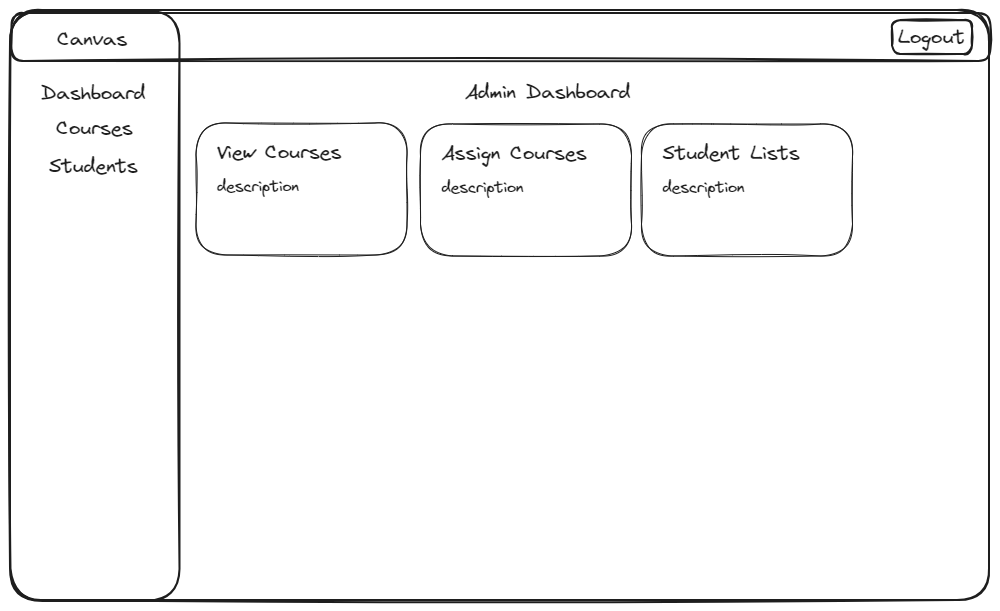 Canvas
Logout
Dashboard
Courses
Students
Admin Dashboard
View Courses
description
Assign Courses
description
Student Lists
description